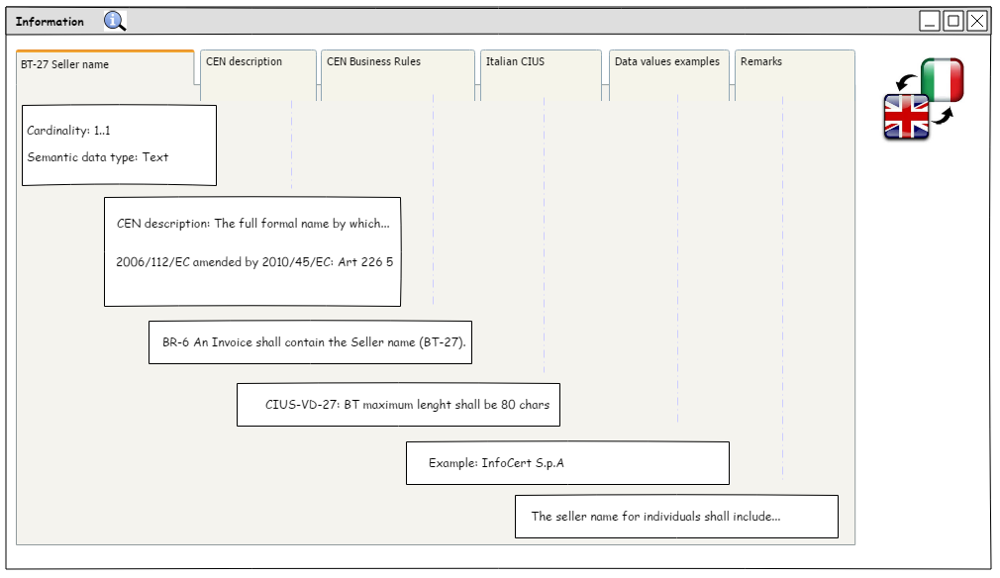 Information
BT-27 Seller name
CEN description
CEN Business Rules
Italian CIUS
Data values examples
Remarks
Cardinality: 1..1
Semantic data type: Text
CEN description: The full formal name by which...
2006/112/EC amended by 2010/45/EC: Art 226 5
BR-6 An Invoice shall contain the Seller name (BT-27).
CIUS-VD-27: BT maximum lenght shall be 80 chars
Example: InfoCert S.p.A
The seller name for individuals shall include...